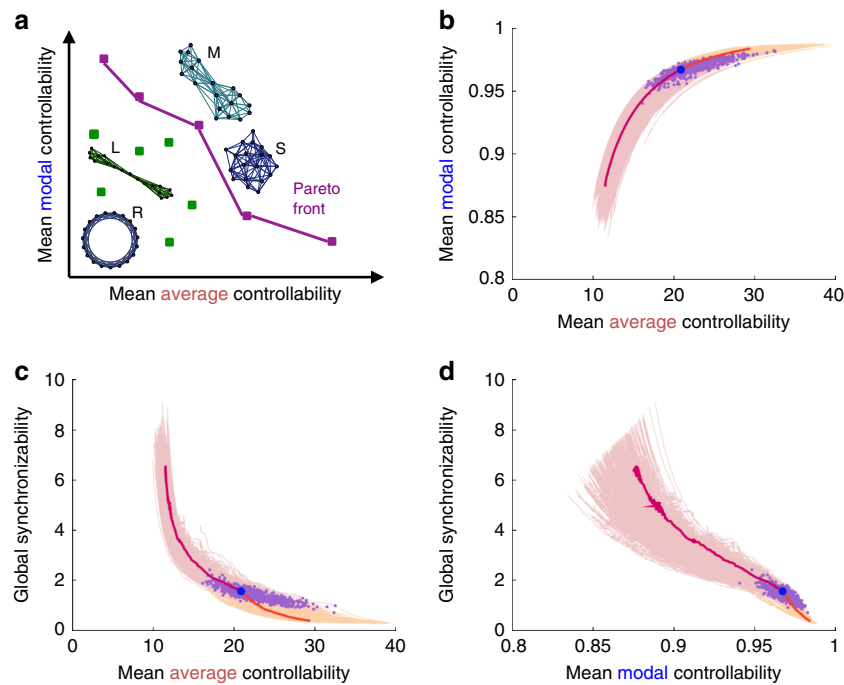 a
Mean modal controllability
M
L
S
R
Pareto
front
Mean average controllability
b
Mean modal controllability
1
0.95
0.9
0.85
0.8
0
10
20
30
40
Mean average controllability
c
Global synchronizability
10
8
6
4
2
0
0
10
20
30
40
Mean average controllability
d
Global synchronizability
10
8
6
4
2
0
0.8
0.85
0.9
0.95
1
Mean modal controllability